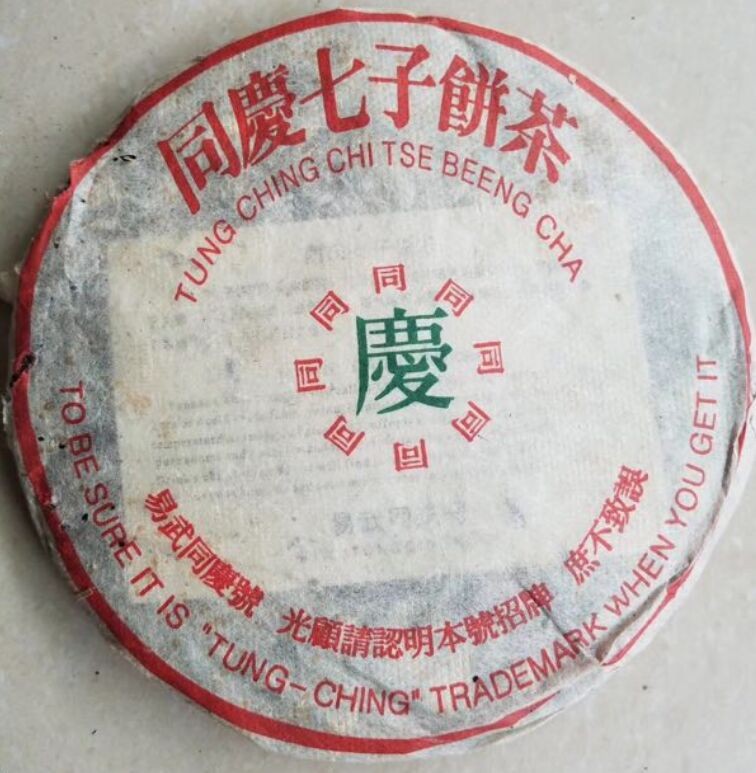 同慶七子餅茶
TUNG CHING CHI TSE BEENG CHA
同同同同同同同同
慶
易武同慶號 光顧請認明本號招牌 庶不致誤
TO BE SURE IT IS "TUNG-CHING" TRADEMARK WHEN YOU GET IT